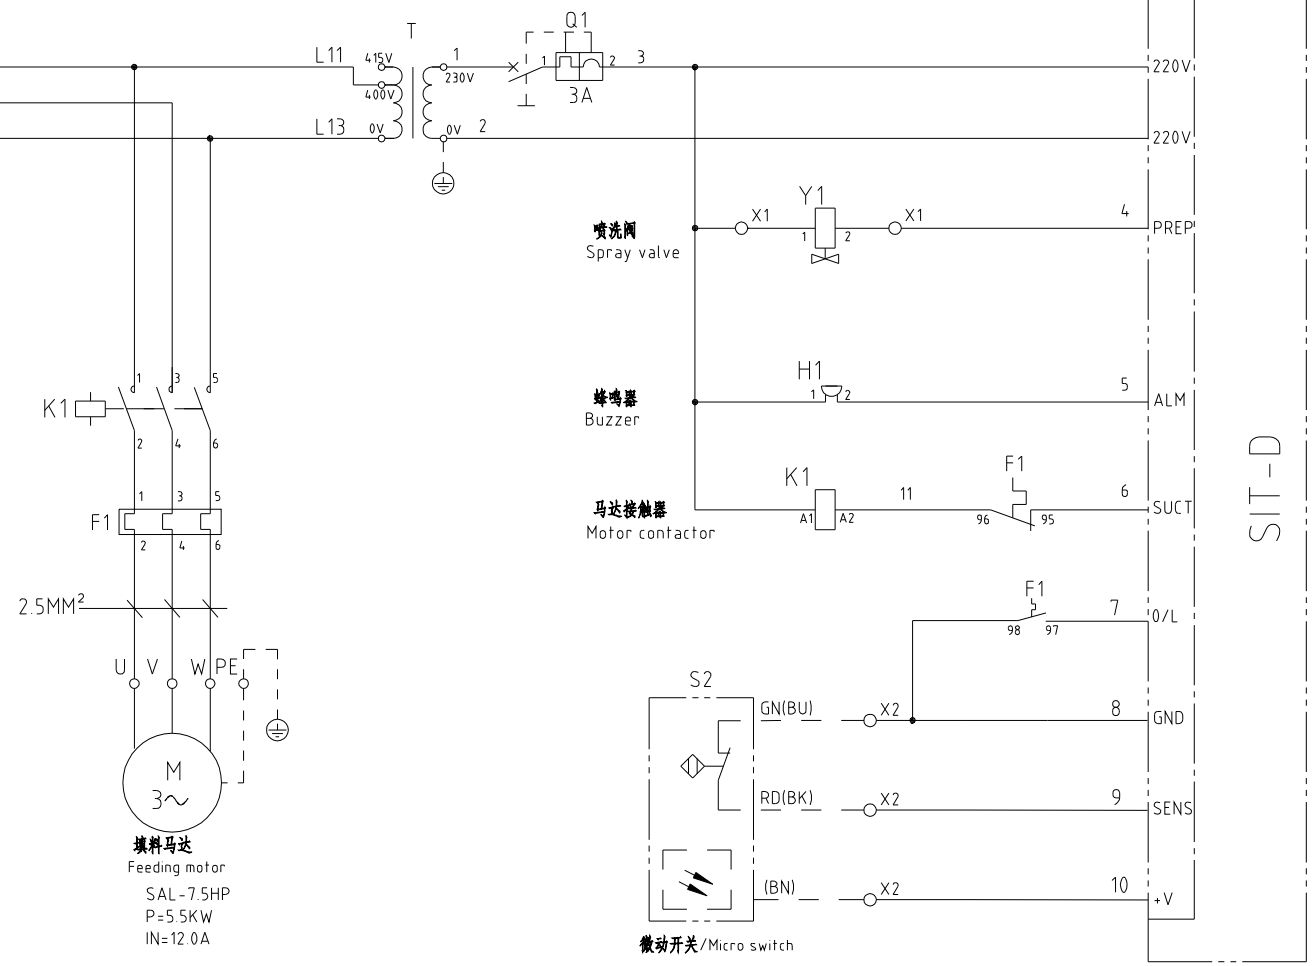 T
Q1
L11
415V
1
1
2
3
220V
400V
230V
3A
L13
0V
0V
2
220V
Y1
X1
X1
4
喷洗阀
1
2
PREP
Spray valve
H1
5
1
3
5
蜂鸣器
1
2
ALM
K1
Buzzer
2
4
6
F1
K1
11
6
1
3
5
马达接触器
SUCT
F1
A1
A2
96
95
Motor contactor
2
4
6
SIT-D
F1
2.5MM²
7
O/L
98
97
U
V
W
PE
S2
GN(BU)
X2
8
GND
M
3~
RD(BK)
X2
9
SENS
填料马达
Feeding motor
SAL-7.5HP
P=5.5KW
IN=12.0A
(BN)
X2
10
+V
微动开关/Micro switch